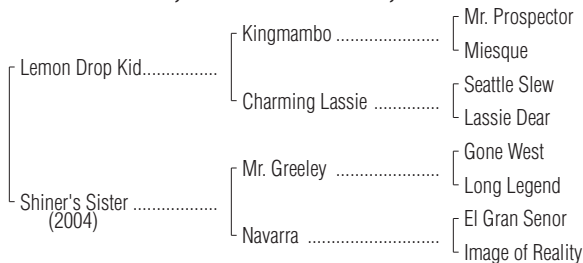 Kingmambo ..................
Mr. Prospector
Miesque
Lemon Drop Kid...............
Charming Lassie .............
Seattle Slew
Lassie Dear
Mr. Greeley ..................
Gone West
Long Legend
Shiner's Sister .................
(2004)
Navarra .......................
El Gran Senor
Image of Reality